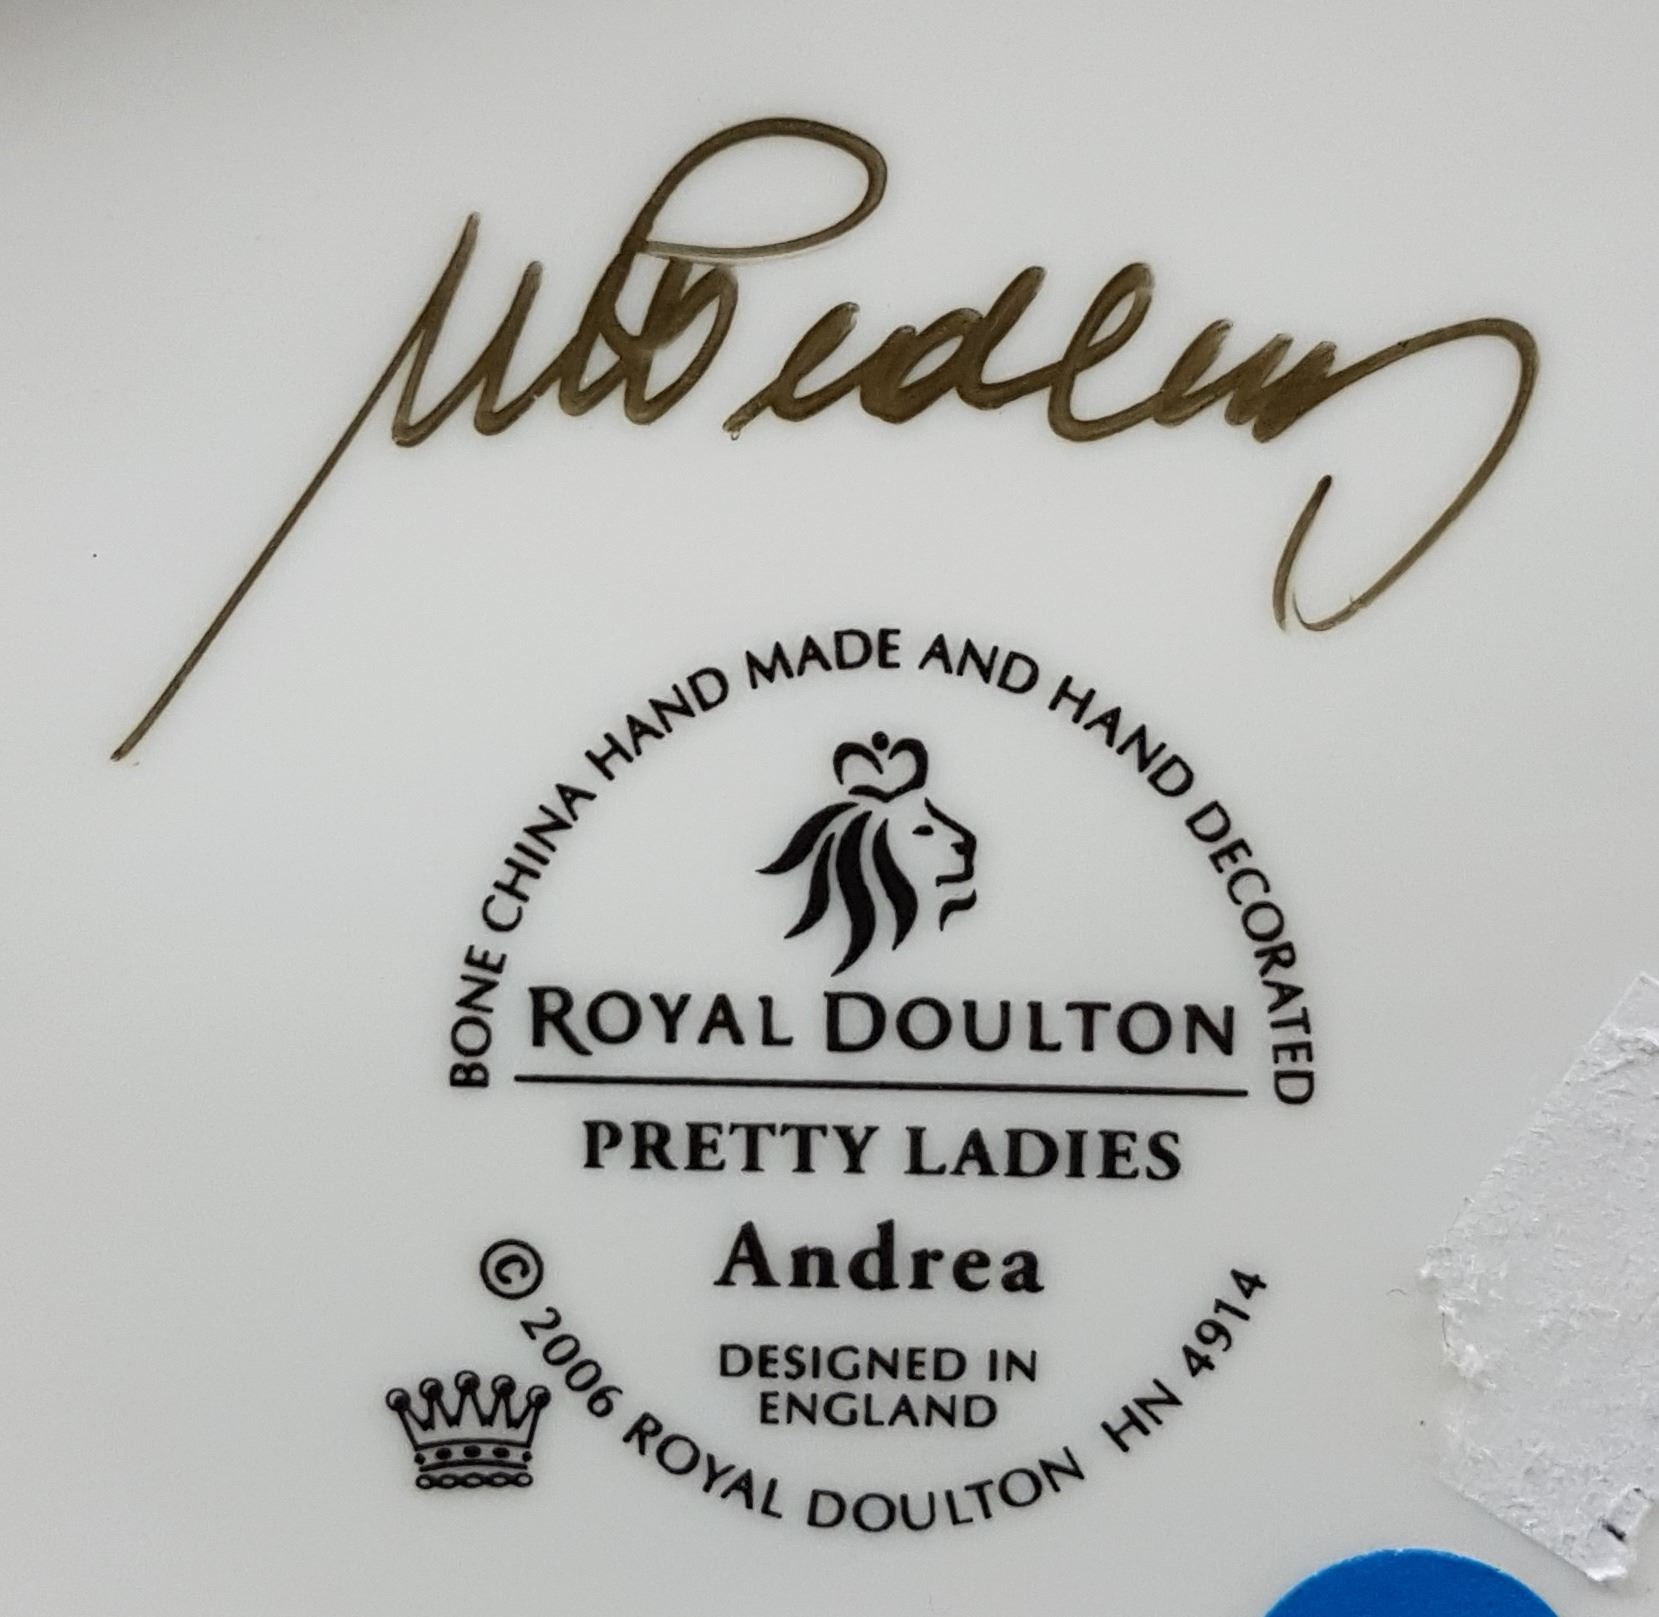 BONE CHINA HAND MADE AND HAND DECORATED
ROYAL DOULTON
PRETTY LADIES
Andrea
DESIGNED IN
ENGLAND
© 2006 ROYAL DOULTON HN 4914